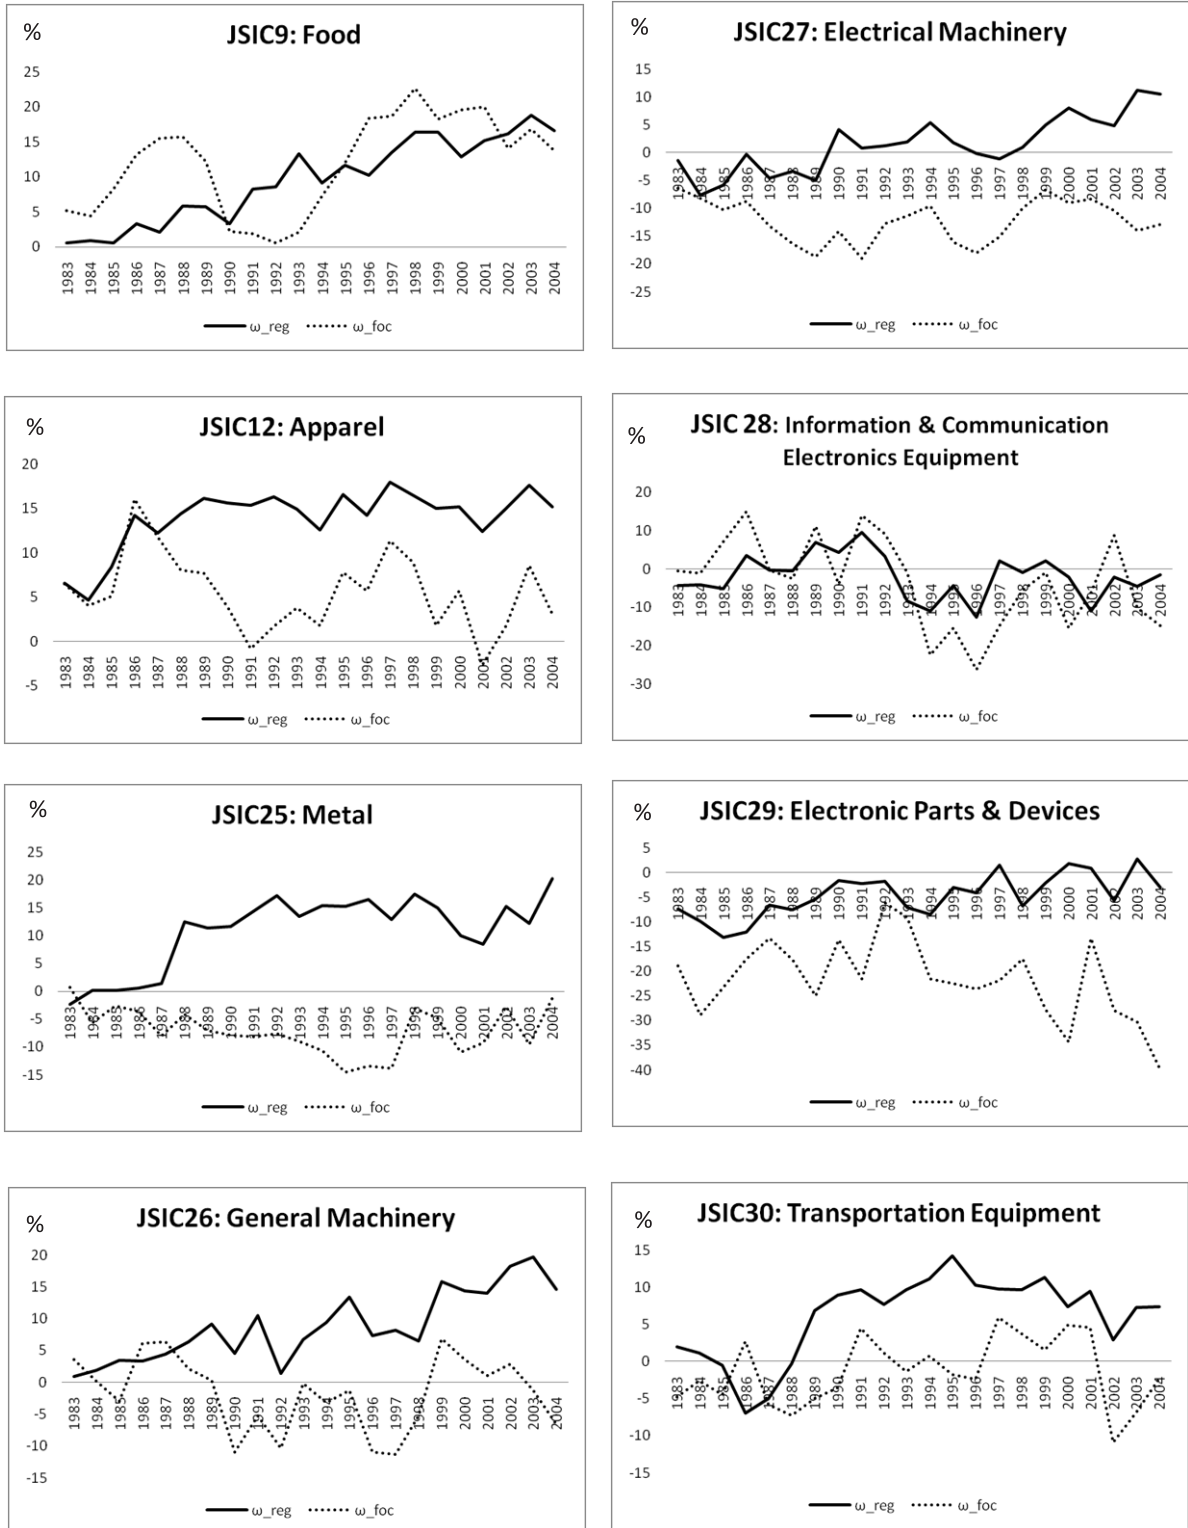 %
JSIC9: Food
25
20
15
10
5
0
1983 1984 1985 1986 1987 1988 1989 1990 1991 1992 1993 1994 1995 1996 1997 1998 1999 2000 2001 2002 2003 2004
ω_reg ω_foc
%
JSIC27: Electrical Machinery
15
10
5
0
-5
-10
-15
-20
-25
1983 1984 1985 1986 1987 1988 1989 1990 1991 1992 1993 1994 1995 1996 1997 1998 1999 2000 2001 2002 2003 2004
ω_reg ω_foc
%
JSIC12: Apparel
20
15
10
5
0
-5
1983 1984 1985 1986 1987 1988 1989 1990 1991 1992 1993 1994 1995 1996 1997 1998 1999 2000 2001 2002 2003 2004
ω_reg ω_foc
%
JSIC 28: Information & Communication
Electronics Equipment
20
10
0
-10
-20
-30
1983 1984 1985 1986 1987 1988 1989 1990 1991 1992 1993 1994 1995 1996 1997 1998 1999 2000 2001 2002 2003 2004
ω_reg ω_foc
%
JSIC25: Metal
25
20
15
10
5
0
-5
-10
-15
1983 1984 1985 1986 1987 1988 1989 1990 1991 1992 1993 1994 1995 1996 1997 1998 1999 2000 2001 2002 2003 2004
ω_reg ω_foc
%
JSIC29: Electronic Parts & Devices
5
0
-5
-10
-15
-20
-25
-30
-35
-40
1983 1984 1985 1986 1987 1988 1989 1990 1991 1992 1993 1994 1995 1996 1997 1998 1999 2000 2001 2002 2003 2004
ω_reg ω_foc
%
JSIC26: General Machinery
20
15
10
5
0
-5
-10
-15
1983 1984 1985 1986 1987 1988 1989 1990 1991 1992 1993 1994 1995 1996 1997 1998 1999 2000 2001 2002 2003 2004
ω_reg ω_foc
%
JSIC30: Transportation Equipment
15
10
5
0
-5
-10
-15
1983 1984 1985 1986 1987 1988 1989 1990 1991 1992 1993 1994 1995 1996 1997 1998 1999 2000 2001 2002 2003 2004
ω_reg ω_foc